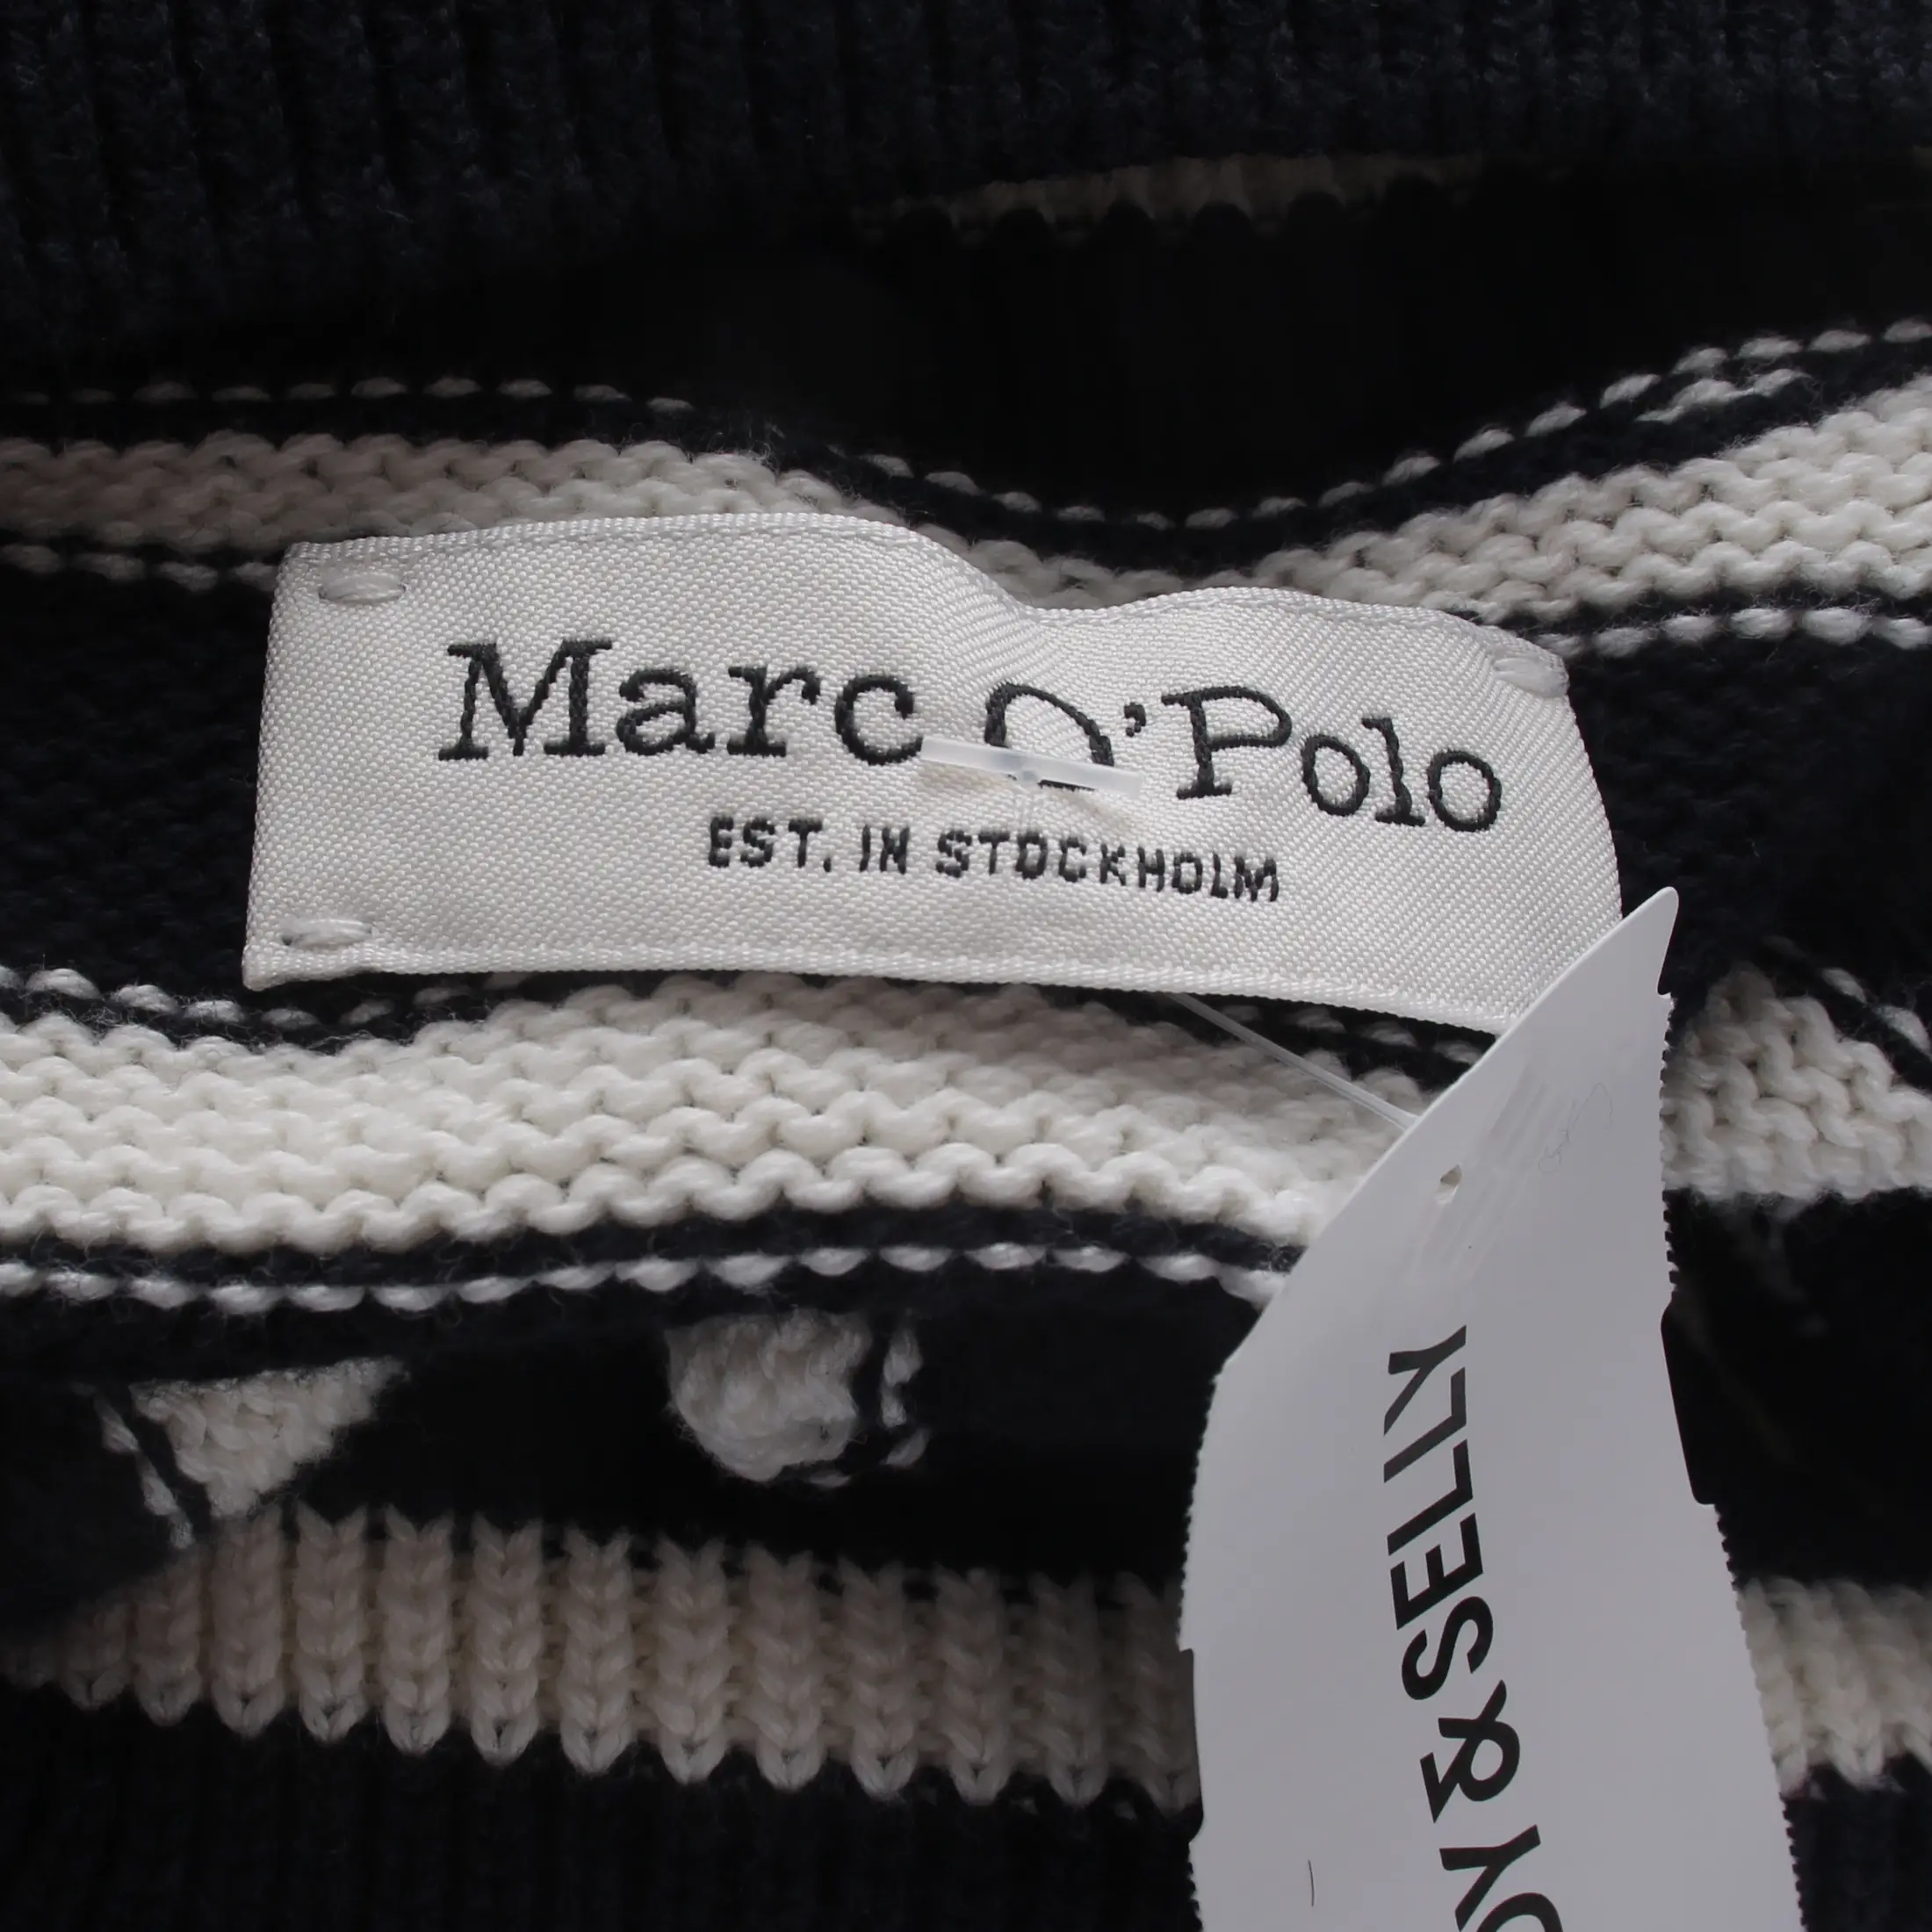 Marc O'Polo
EST. IN STOCKHOLM
Y&SELLY